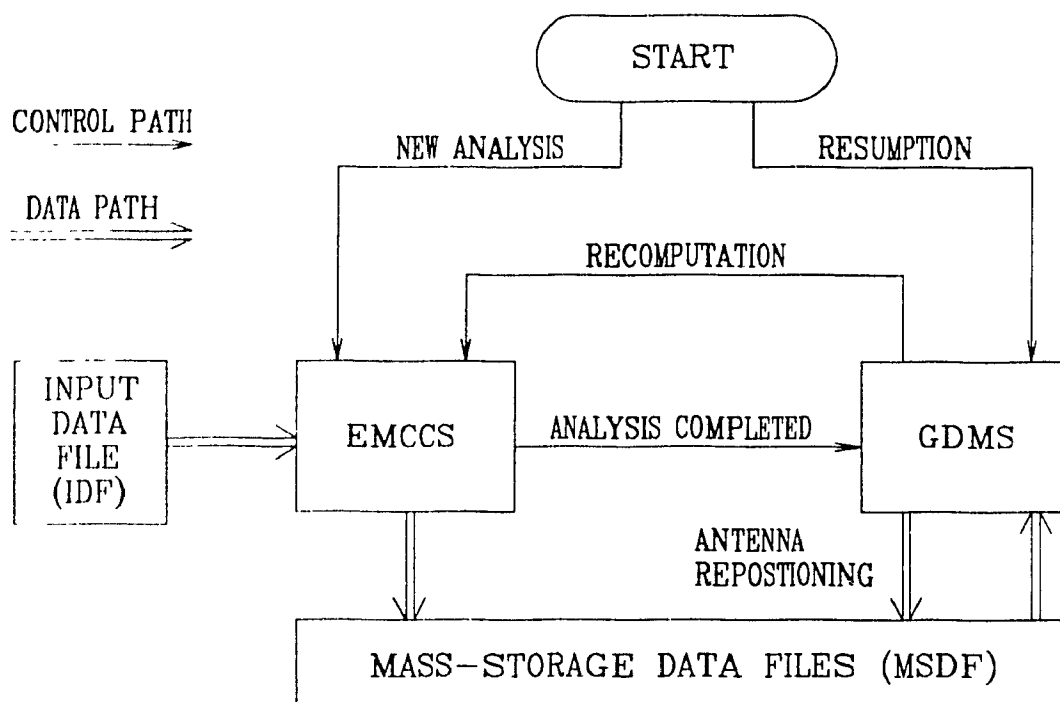 START
CONTROL PATH
NEW ANALYSIS
RESUMPTION
DATA PATH
RECOMPUTATION
INPUT
DATA
FILE
(IDF)
EMCCS
ANALYSIS COMPLETED
GDMS
ANTENNA
REPOSTIONING
MASS-STORAGE DATA FILES (MSDF)